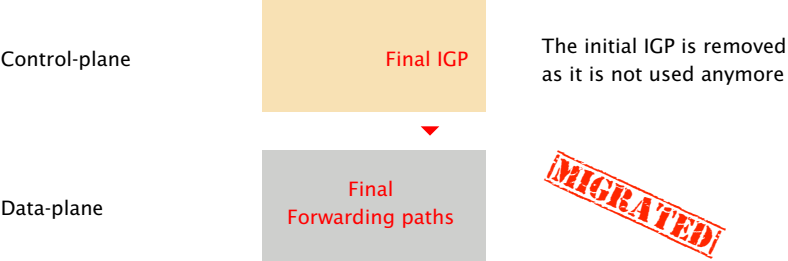 Control-plane
Final IGP
The initial IGP is removed
as it is not used anymore
Data-plane
Final
Forwarding paths
MIGRATED